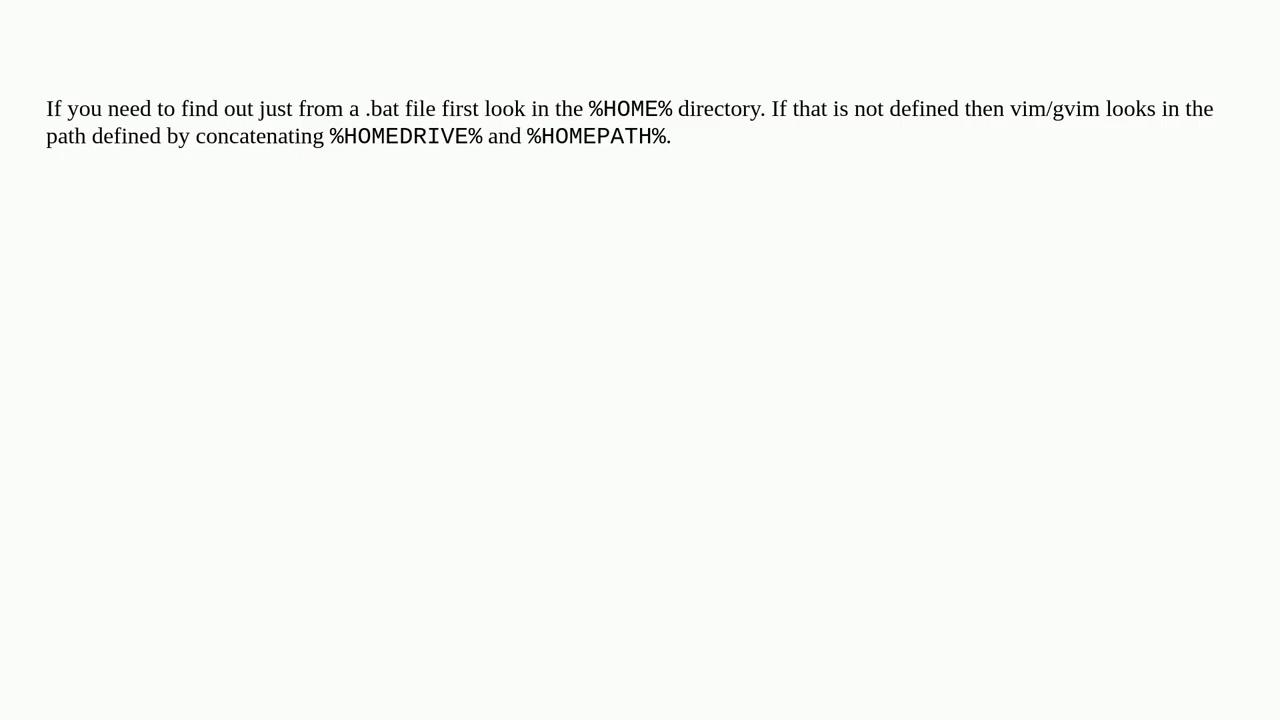 If you need to find out just from a .bat file first look in the %HOME% directory. If that is not defined then vim/gvim looks in the
path defined by concatenating %HOMEDRIVE% and %HOMEPATH%.